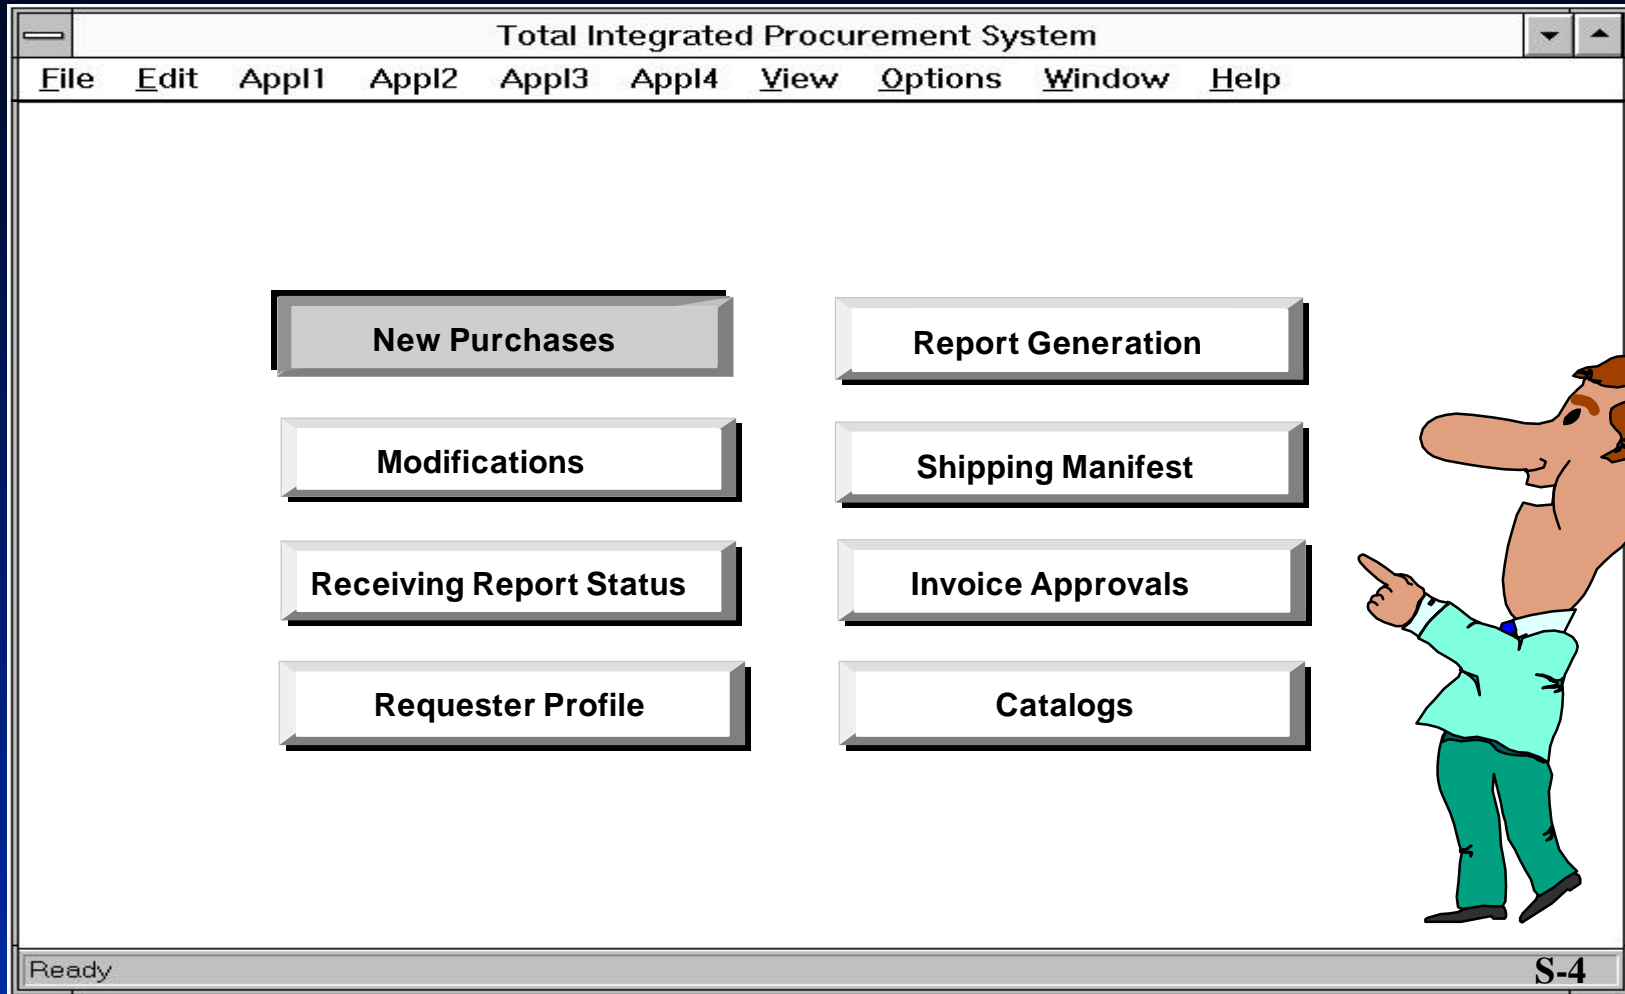 Total Integrated Procurement System
File Edit Appl1 Appl2 Appl3 Appl4 View Options Window Help
New Purchases
Report Generation
Modifications
Shipping Manifest
Receiving Report Status
Invoice Approvals
Requester Profile
Catalogs
Ready
S-4